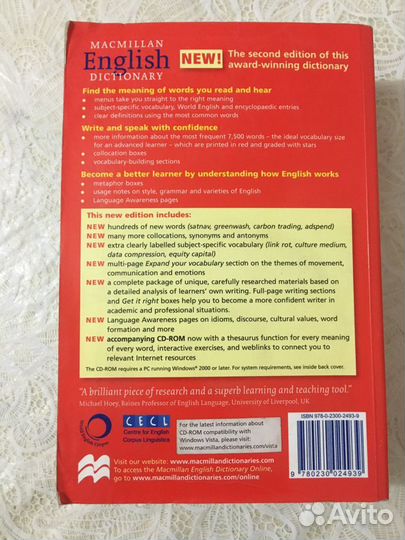 MACMILLAN
English
DICTIONARY
NEW!
The second edition of this
award-winning dictionary
Find the meaning of words you read and hear
• menus take you straight to the right meaning
• subject-specific vocabulary, World English and encyclopaedic entries
• clear definitions using the most common words
Write and speak with confidence
• more information about the most frequent 7,500 words – the ideal vocabulary size
for an advanced learner – which are printed in red and graded with stars
• collocation boxes
• vocabulary-building sections
Become a better learner by understanding how English works
• metaphor boxes
• usage notes on style, grammar and varieties of English
• Language Awareness pages
This new edition includes:
NEW hundreds of new words (satnav, greenwash, carbon trading, adspend)
NEW many more collocations, synonyms and antonyms
NEW extra clearly labelled subject-specific vocabulary (link rot, culture medium,
data compression, equity capital)
NEW multi-page Expand your vocabulary section on the themes of movement,
communication and emotions
NEW a complete package of unique, carefully researched materials based on
a detailed analysis of learners' own writing. Full-page writing sections
and Get it right boxes help you to become a more confident writer in
academic and professional situations.
NEW Language Awareness pages on idioms, discourse, cultural values, word
formation and more
NEW accompanying CD-ROM now with a thesaurus function for every meaning
of every word, interactive exercises, and weblinks to connect you to
relevant Internet resources
The CD-ROM requires a PC running Windows® 2000 or later. For system requirements, see inside back cover.
"A brilliant piece of research and a superb learning and teaching tool."
Michael Hoey, Baines Professor of English Language, University of Liverpool, UK
CECL
Centre for English
Corpus Linguistics
For the latest information about
CD-ROM compatibility with
Windows Vista, please visit:
www.macmillandictionaries.com/vista
ISBN 978-0-2300-2493-9
9 780230 024939
Visit our website: www.macmillandictionaries.com
To access the Macmillan English Dictionary Online,
go to www.macmillandictionaries.com/online
Avito